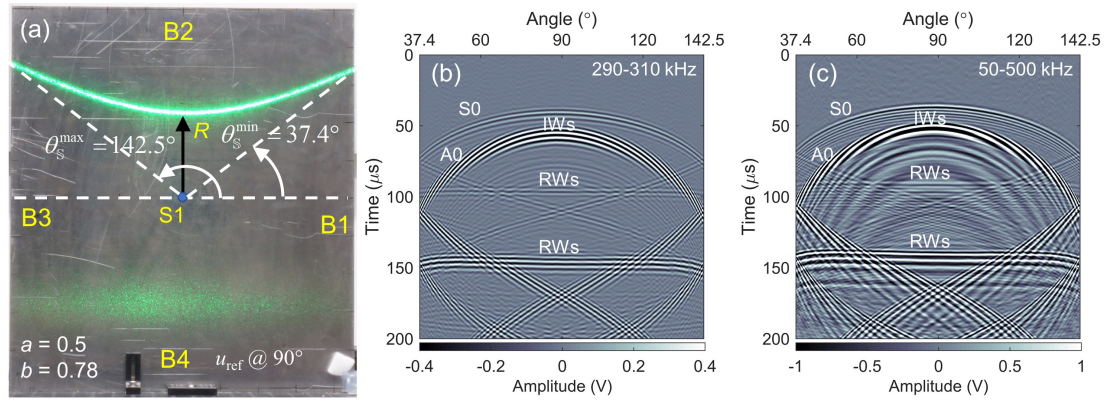 (a)
B2
R
θ_𝕊^max = 142.5°
θ_𝕊^min = 37.4°
B3
S1
B1
a = 0.5
b = 0.78
B4
u_ref @ 90°
Angle (°)
37.4 60 90 120 142.5
(b)
290-310 kHz
S0
IWs
A0
RWs
RWs
Time (μs)
0
50
100
150
200
-0.4 -0.2 0 0.2 0.4
Amplitude (V)
Angle (°)
37.4 60 90 120 142.5
(c)
50-500 kHz
S0
IWs
A0
RWs
RWs
Time (μs)
0
50
100
150
200
-1 -0.5 0 0.5 1
Amplitude (V)